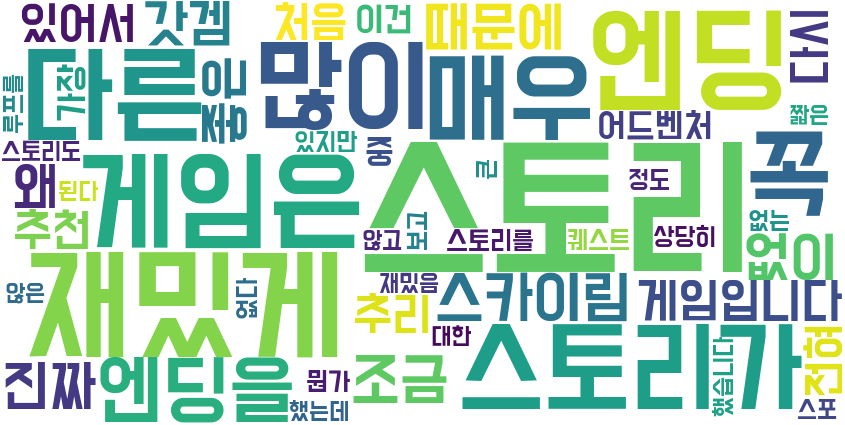 있어서
갓겜
처음
이건
때문에
엔딩
다시
루프를
가장
다른
좋은
많이
매우
어드벤처
짧은
스토리도
있지만
중
왜
된다
게임은
스토리
큰
정도
꼭
추천
않고
보고
스토리를
퀘스트
상당히
없는
없이
않은
재밌게
없다
재밌음
추리
스카이림
게임입니다
대한
진짜
엔딩을
뭔가
했는데
조금
스토리가
했습니다
전혀
스포